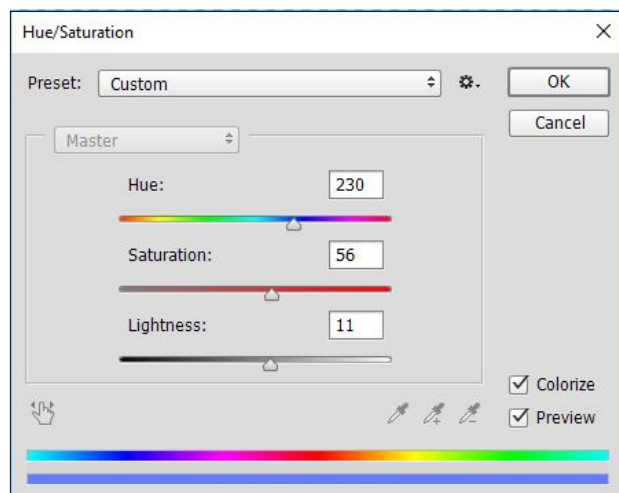 Hue/Saturation
Preset: Custom
OK
Cancel
Master
Hue: 230
Saturation: 56
Lightness: 11
Colorize
Preview